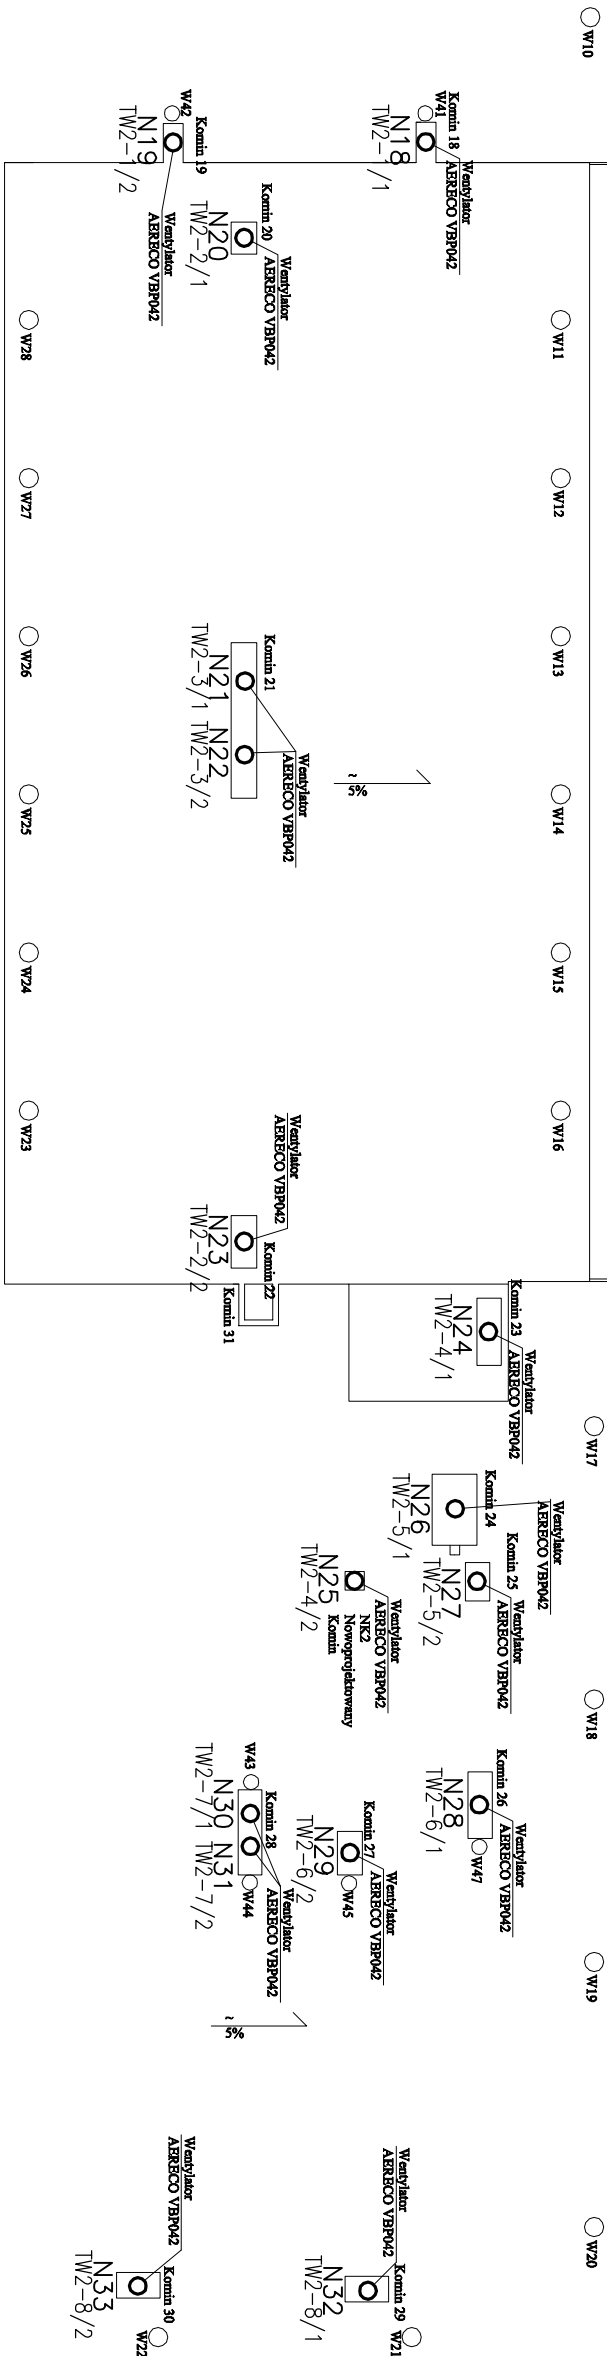 W10
Komin 18
W41
N18
TW2-1/1
Wentylator
AERECO VBP042
W42
Komin 19
N19
TW2-1/2
Wentylator
AERECO VBP042
Komin 20
N20
TW2-2/1
Wentylator
AERECO VBP042
W11
W28
W12
W27
W13
W26
Komin 21
N21
TW2-3/1
N22
TW2-3/2
Wentylator
AERECO VBP042
~
5%
W14
W25
W15
W24
W16
W23
Wentylator
AERECO VBP042
N23
TW2-2/2
Komin 22
Komin 31
Komin 23
N24
TW2-4/1
Wentylator
AERECO VBP042
W17
Komin 24
N26
TW2-5/1
Wentylator
AERECO VBP042
Komin 25
N27
TW2-5/2
Wentylator
AERECO VBP042
N25
TW2-4/2
Wentylator
AERECO VBP042
NK2
Nowoprojektowany
Komin
W18
Komin 26
N28
TW2-6/1
Wentylator
AERECO VBP042
W47
Komin 27
N29
TW2-6/2
Wentylator
AERECO VBP042
W45
W43
Komin 28
N30
TW2-7/1
N31
TW2-7/2
W44
Wentylator
AERECO VBP042
W19
~
5%
W20
Wentylator
AERECO VBP042
Komin 29
N32
TW2-8/1
W21
Wentylator
AERECO VBP042
Komin 30
N33
TW2-8/2
W22